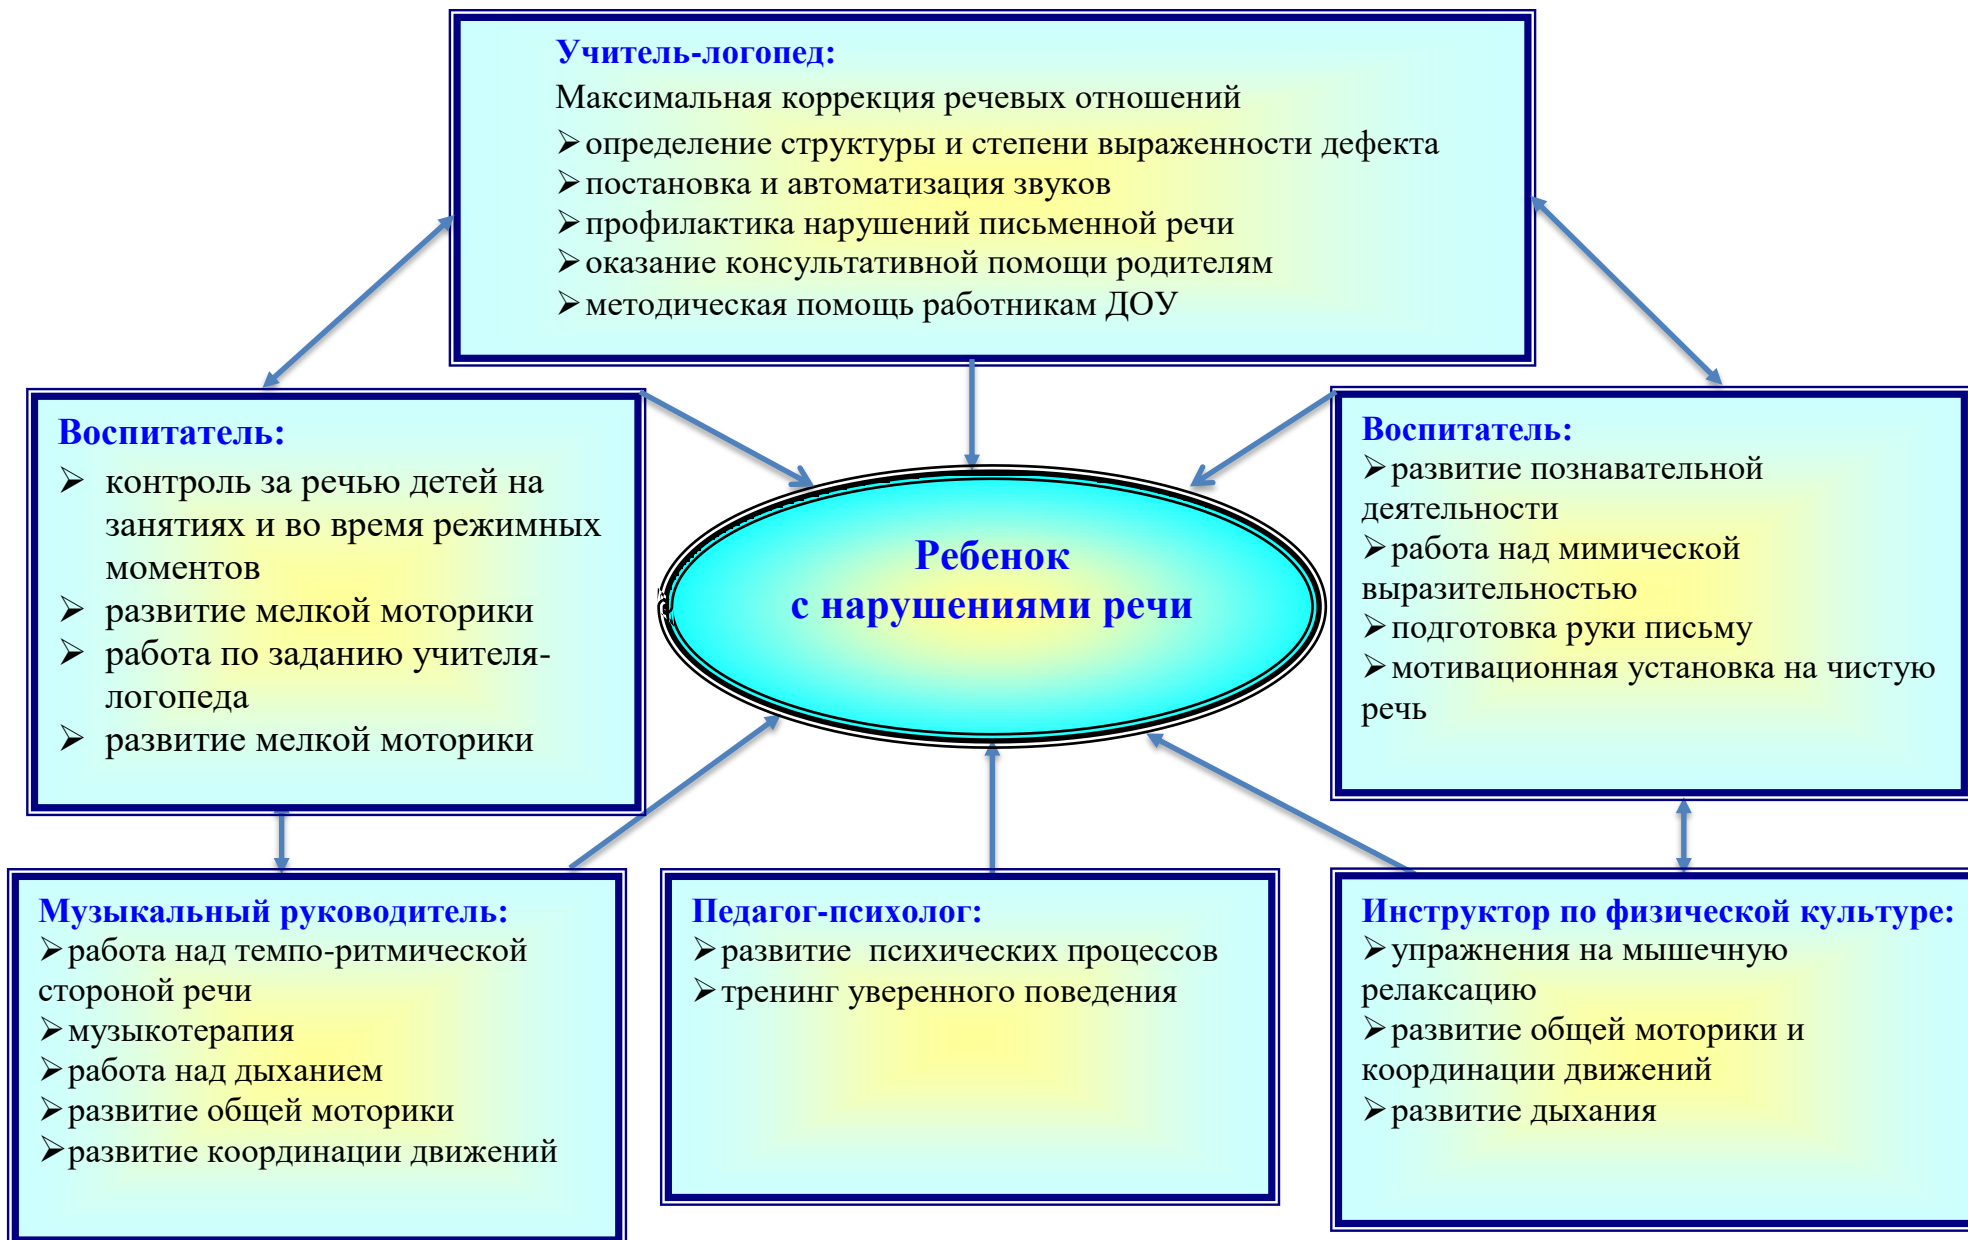 Учитель-логопед:
Максимальная коррекция речевых отношений
➢определение структуры и степени выраженности дефекта
➢постановка и автоматизация звуков
➢профилактика нарушений письменной речи
➢оказание консультативной помощи родителям
➢методическая помощь работникам ДОУ
Воспитатель:
➢ контроль за речью детей на
занятиях и во время режимных
моментов
➢ развитие мелкой моторики
➢ работа по заданию учителя-
логопеда
➢ развитие мелкой моторики
Ребенок
с нарушениями речи
Воспитатель:
➢развитие познавательной
деятельности
➢работа над мимической
выразительностью
➢подготовка руки письму
➢мотивационная установка на чистую
речь
Музыкальный руководитель:
➢работа над темпо-ритмической
стороной речи
➢музыкотерапия
➢работа над дыханием
➢развитие общей моторики
➢развитие координации движений
Педагог-психолог:
➢развитие  психических процессов
➢тренинг уверенного поведения
Инструктор по физической культуре:
➢упражнения на мышечную
релаксацию
➢развитие общей моторики и
координации движений
➢развитие дыхания